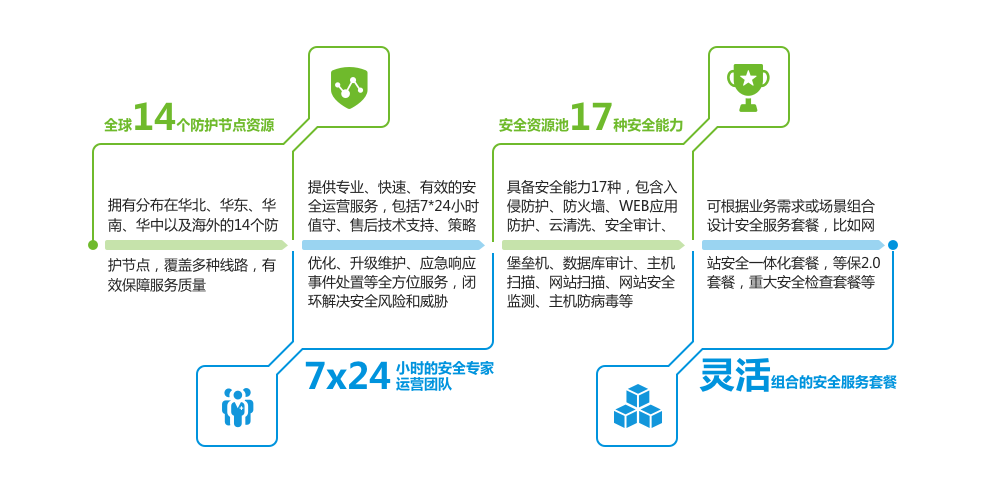 全球14个防护节点资源
拥有分布在华北、华东、华
南、华中以及海外的14个防
护节点，覆盖多种线路，有
效保障服务质量
提供专业、快速、有效的安
全运营服务，包括7*24小时
值守、售后技术支持、策略
优化、升级维护、应急响应
事件处置等全方位服务，闭
环解决安全风险和威胁
7x24 小时的安全专家
运营团队
安全资源池17种安全能力
具备安全能力17种，包含入
侵防护、防火墙、WEB应用
防护、云清洗、安全审计、
堡垒机、数据库审计、主机
扫描、网站扫描、网站安全
监测、主机防病毒等
可根据业务需求或场景组合
设计安全服务套餐，比如网
站安全一体化套餐，等保2.0
套餐，重大安全检查套餐等
灵活组合的安全服务套餐